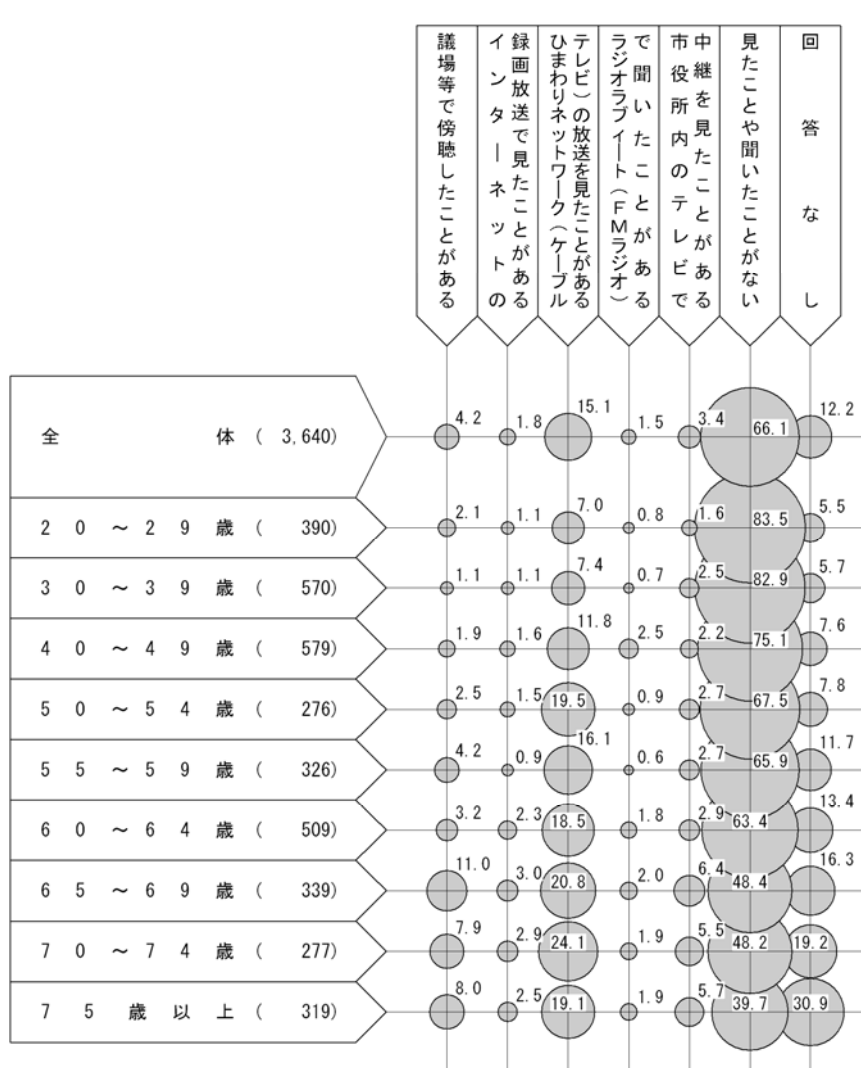 議場等で傍聴したことがある
インターネットの
録画放送で見たことがある
ひまわりネットワーク（ケーブル
テレビ）の放送を見たことがある
ラジオラブィート（ＦＭラジオ）
で聞いたことがある
市役所内のテレビで
中継を見たことがある
見たことや聞いたことがない
回答なし
全体( 3,640) 4.2 1.8 15.1 1.5 3.4 66.1 12.2
20～29歳( 390) 2.1 1.1 7.0 0.8 1.6 83.5 5.5
30～39歳( 570) 1.1 1.1 7.4 0.7 2.5 82.9 5.7
40～49歳( 579) 1.9 1.6 11.8 2.5 2.2 75.1 7.6
50～54歳( 276) 2.5 1.5 19.5 0.9 2.7 67.5 7.8
55～59歳( 326) 4.2 0.9 16.1 0.6 2.7 65.9 11.7
60～64歳( 509) 3.2 2.3 18.5 1.8 2.9 63.4 13.4
65～69歳( 339) 11.0 3.0 20.8 2.0 6.4 48.4 16.3
70～74歳( 277) 7.9 2.9 24.1 1.9 5.5 48.2 19.2
75歳以上( 319) 8.0 2.5 19.1 1.9 5.7 39.7 30.9